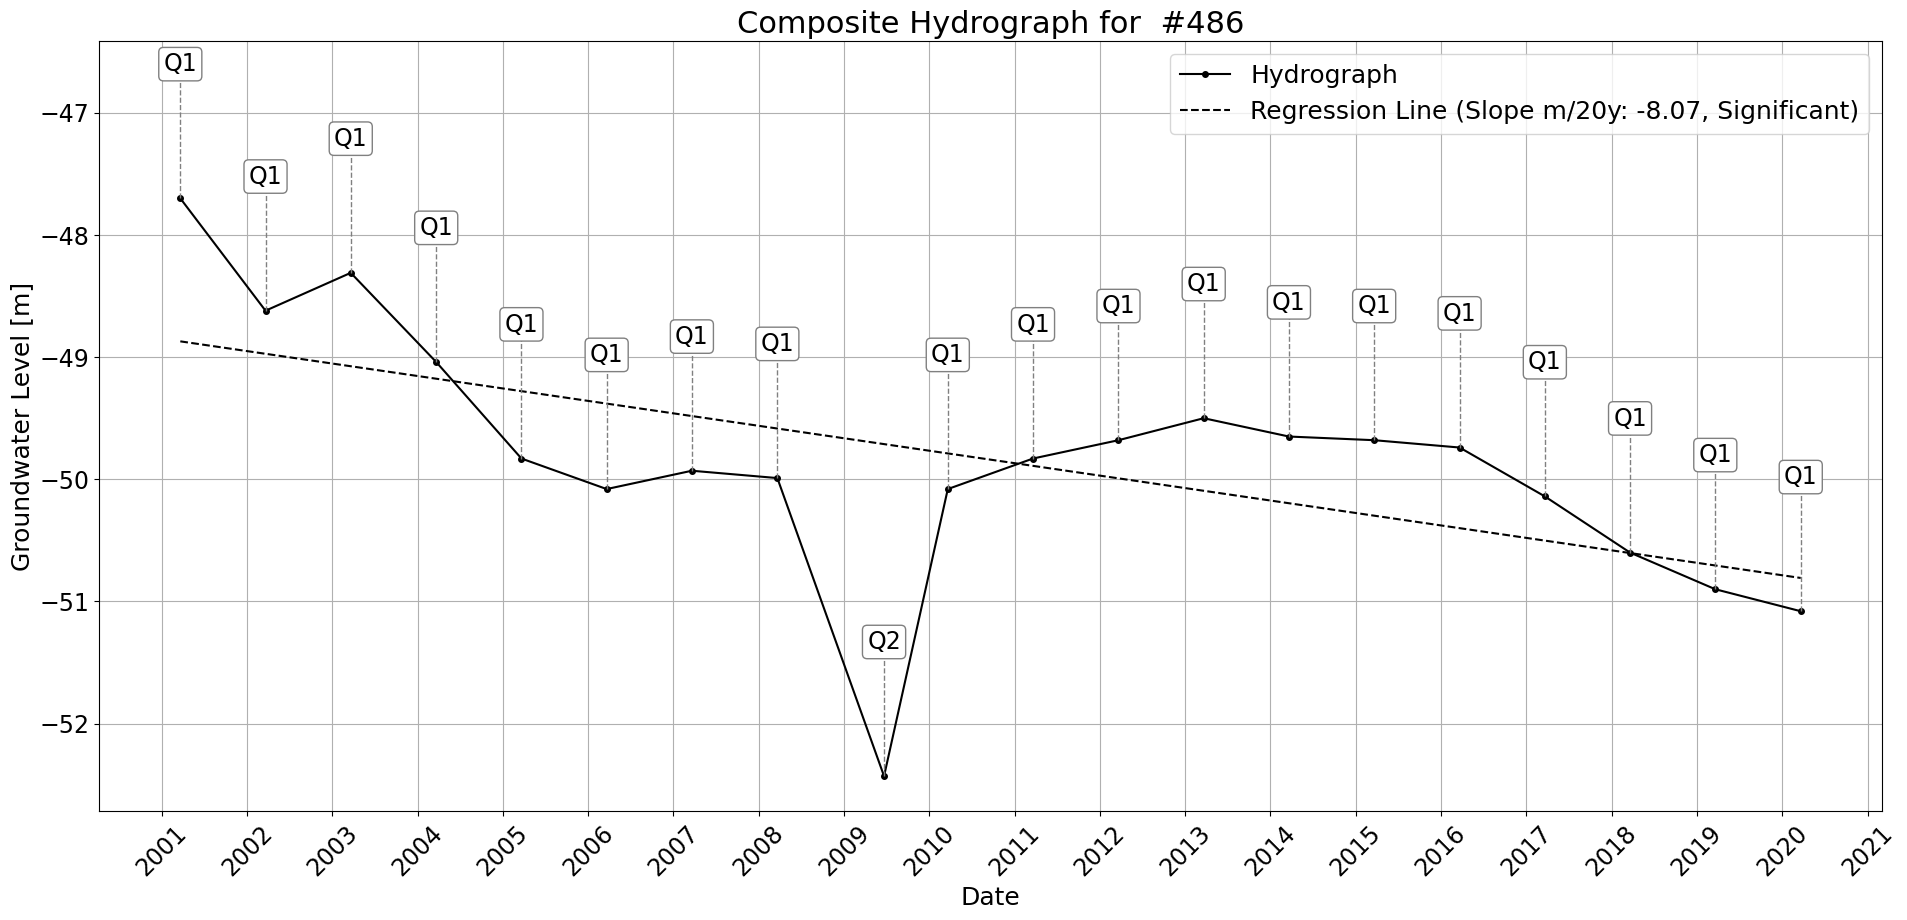 Composite Hydrograph for  #486
Hydrograph
Regression Line (Slope m/20y: -8.07, Significant)
Q1
Q1
Q1
Q1
Q1
Q1
Q1
Q1
Q2
Q1
Q1
Q1
Q1
Q1
Q1
Q1
Q1
Q1
Q1
Q1
Groundwater Level [m]
−47
−48
−49
−50
−51
−52
2001
2002
2003
2004
2005
2006
2007
2008
2009
2010
2011
2012
2013
2014
2015
2016
2017
2018
2019
2020
2021
Date